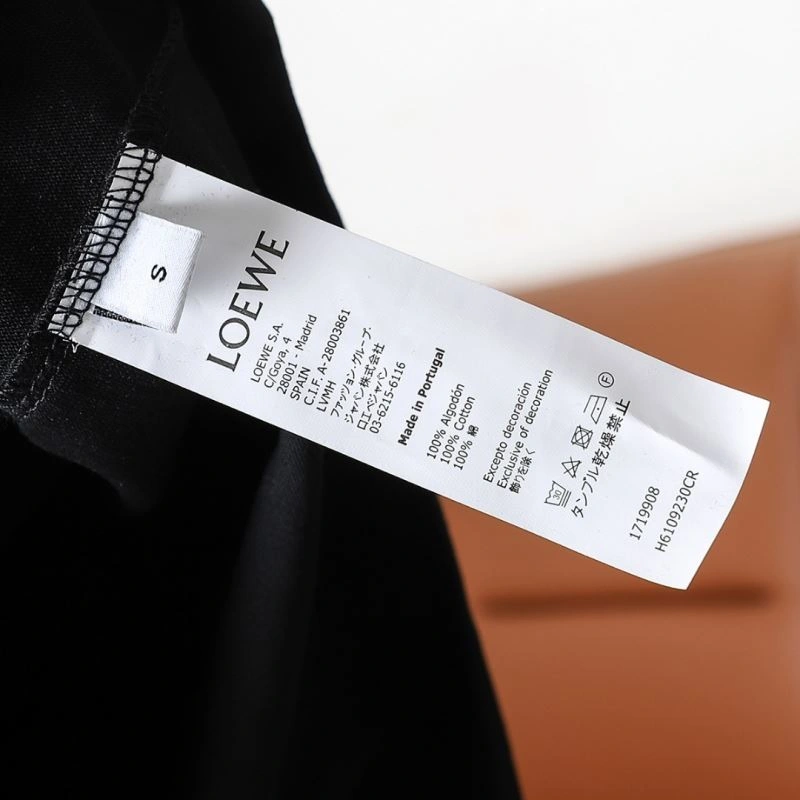 S
LOEWE
LOEWE S.A.
C/Goya, 4
28001 - Madrid
SPAIN
C.I.F. A-28003861
LVMH
ファッション・グループ・
ジャパン株式会社
ロエベジャパン
03-6215-6116
Made in Portugal
100% Algodón
100% Cotton
100% 綿
Excepto decoración
Exclusive of decoration
飾りを除く
30
F
タンブル乾燥禁止
1719908
H6109230CR